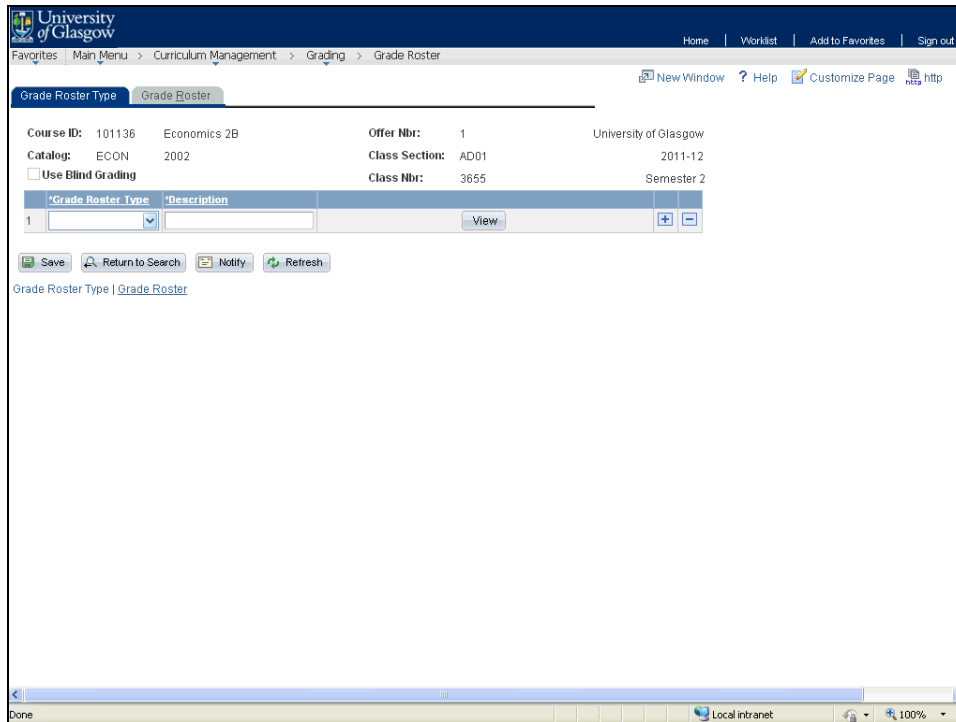 University
of Glasgow
Home | Worklist | Add to Favorites | Sign out
Favorites Main Menu > Curriculum Management > Grading > Grade Roster
New Window ? Help Customize Page http
Grade Roster Type Grade Roster
Course ID: 101136 Economics 2B Offer Nbr: 1 University of Glasgow
Catalog: ECON 2002 Class Section: AD01 2011-12
Use Blind Grading Class Nbr: 3655 Semester 2
*Grade Roster Type *Description
1 View + −
Save Return to Search Notify Refresh
Grade Roster Type | Grade Roster
Done Local intranet 100%